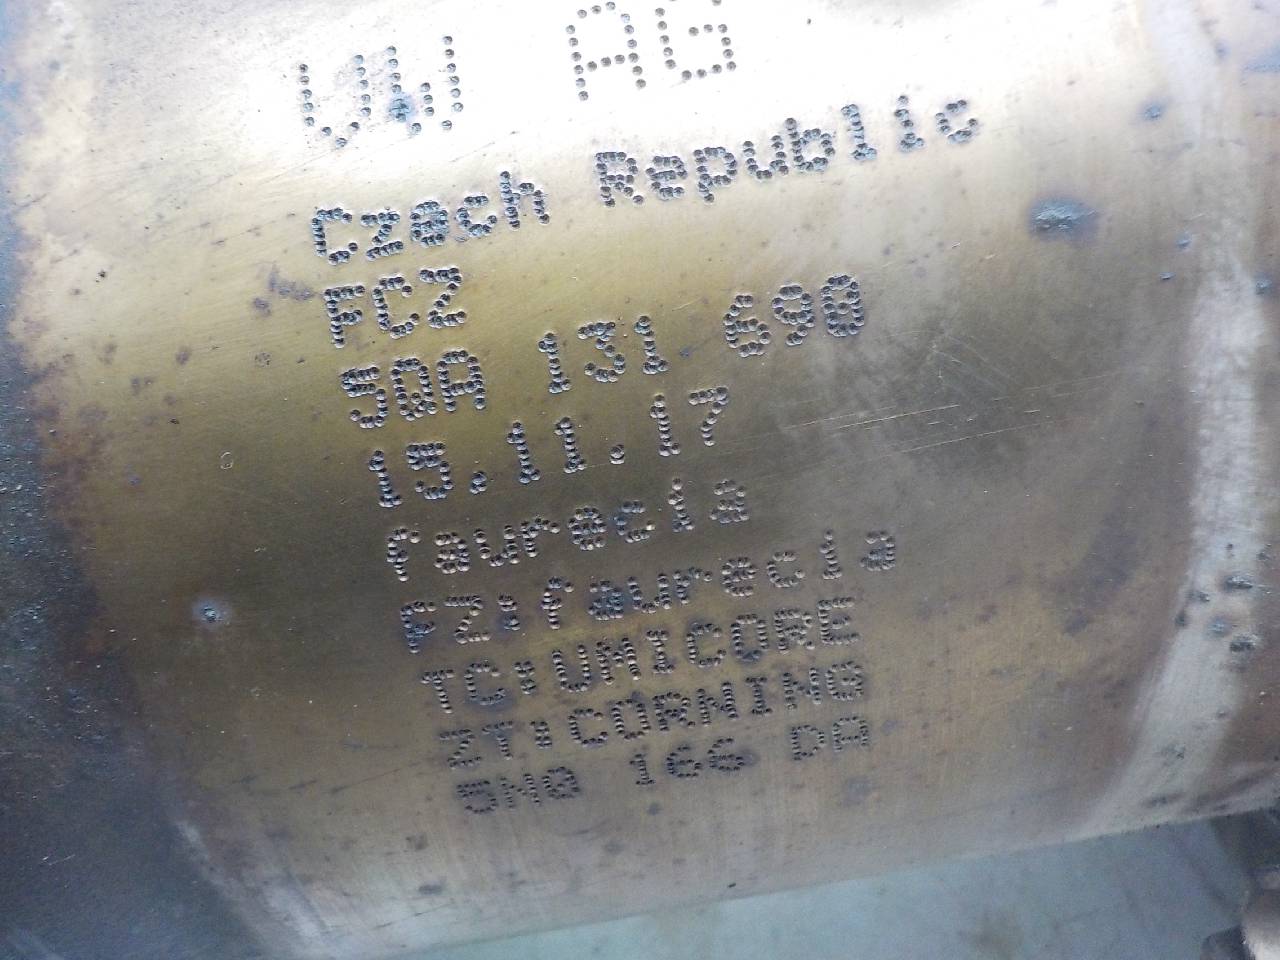 VW AG
Czech Republic
FCZ
5QA 131 690
15.11.17
faurecia
FZ:faurecia
TC:UMICORE
ZT:CORNING
5N0 166 DA